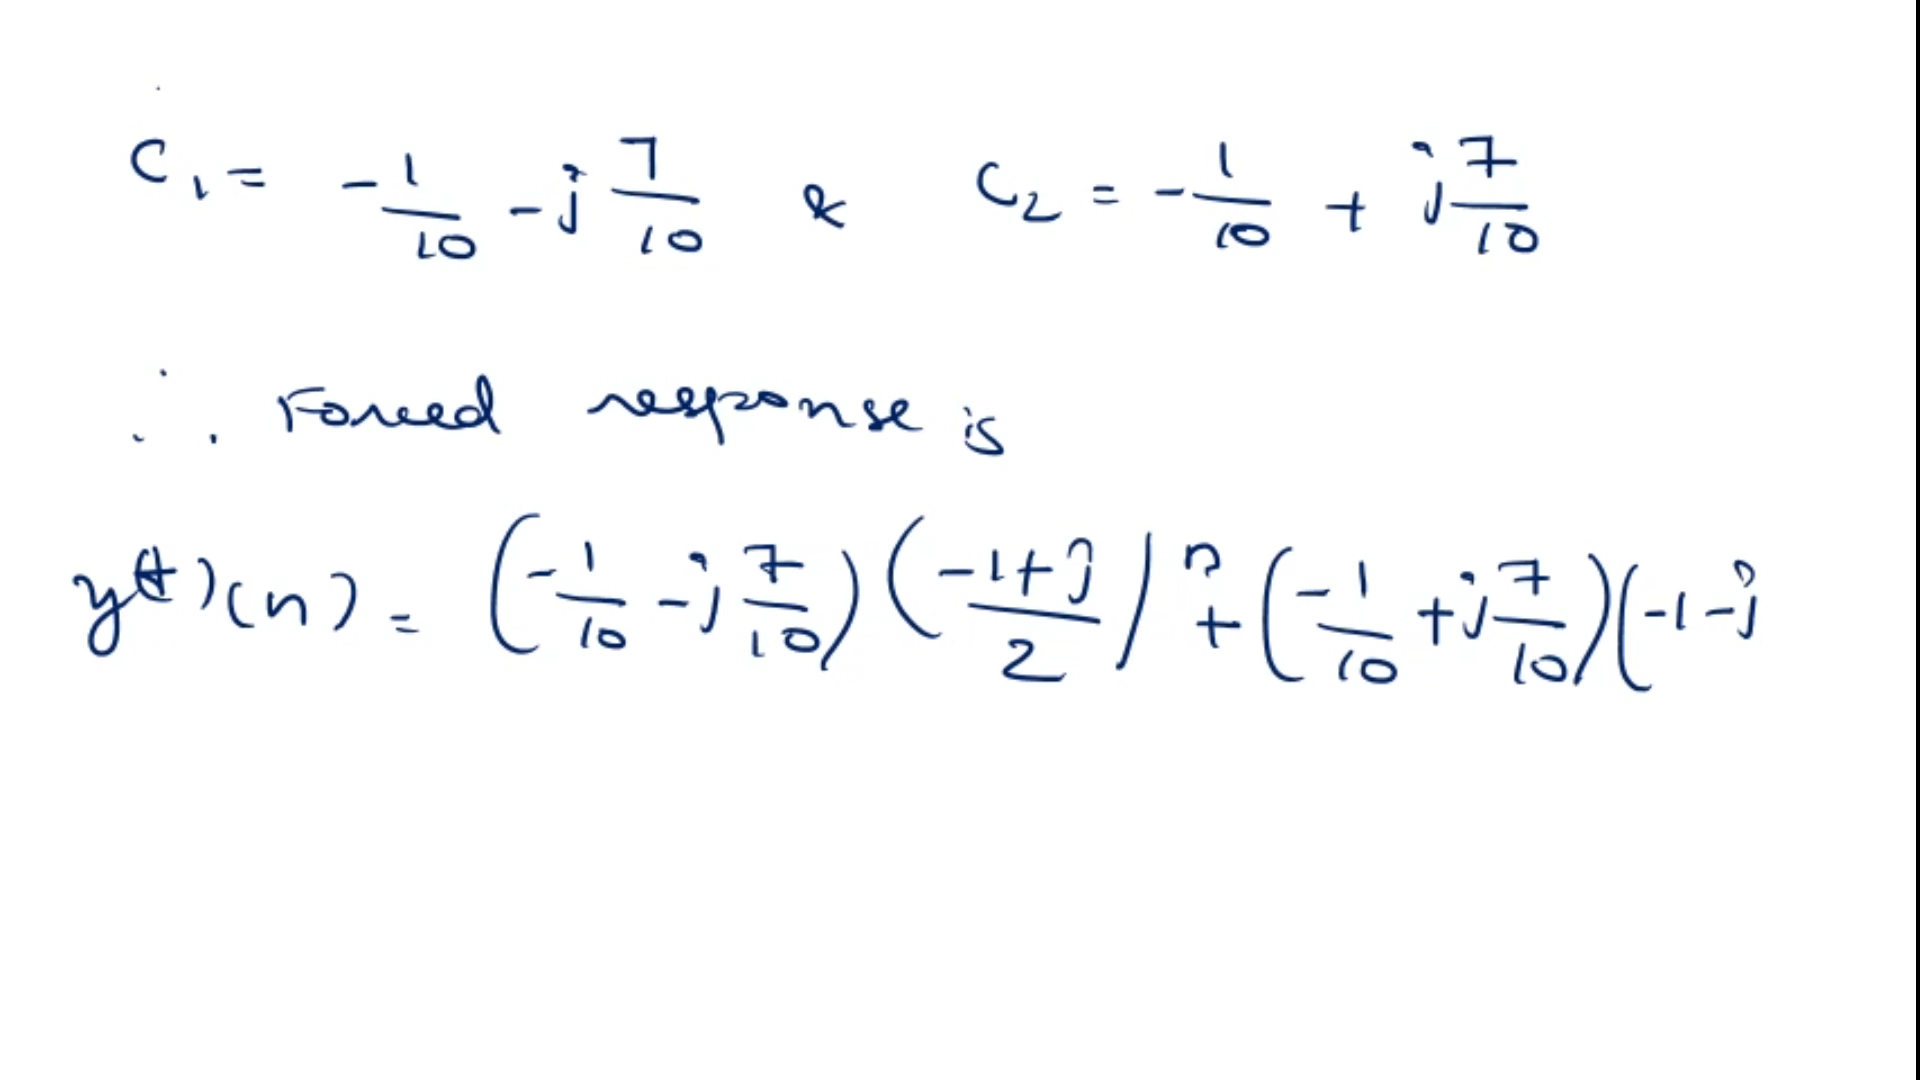 C₁ = -1/10 - j 7/10 & C₂ = -1/10 + j 7/10
∴ Forced response is
y⁽ᶠ⁾(n) = (-1/10 - j 7/10) ((-1+j)/2)ⁿ + (-1/10 + j 7/10) (-1-j